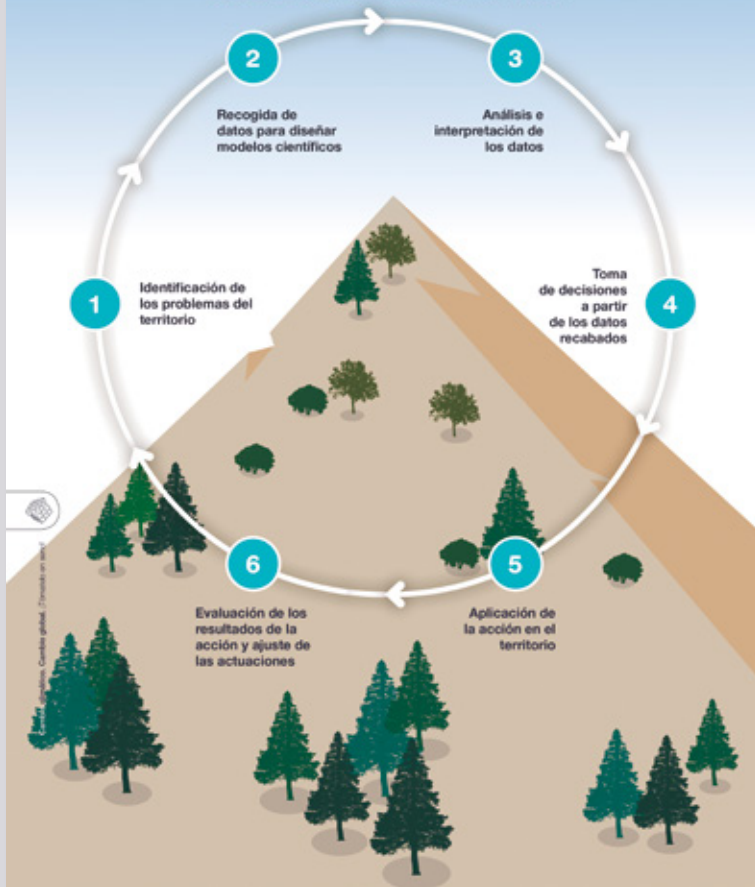 2
Recogida de
datos para diseñar
modelos científicos
3
Análisis e
interpretación de
los datos
1
Identificación de
los problemas del
territorio
Toma
de decisiones
a partir
de los datos
recabados
4
6
Evaluación de los
resultados de la
acción y ajuste de
las actuaciones
5
Aplicación de
la acción en el
territorio
Cambio global.